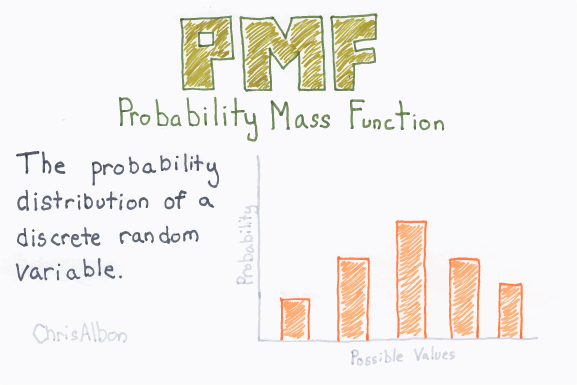 PMF
Probability Mass Function
The probability
distribution of a
discrete random
variable.
ChrisAlbon
Probability
Possible Values